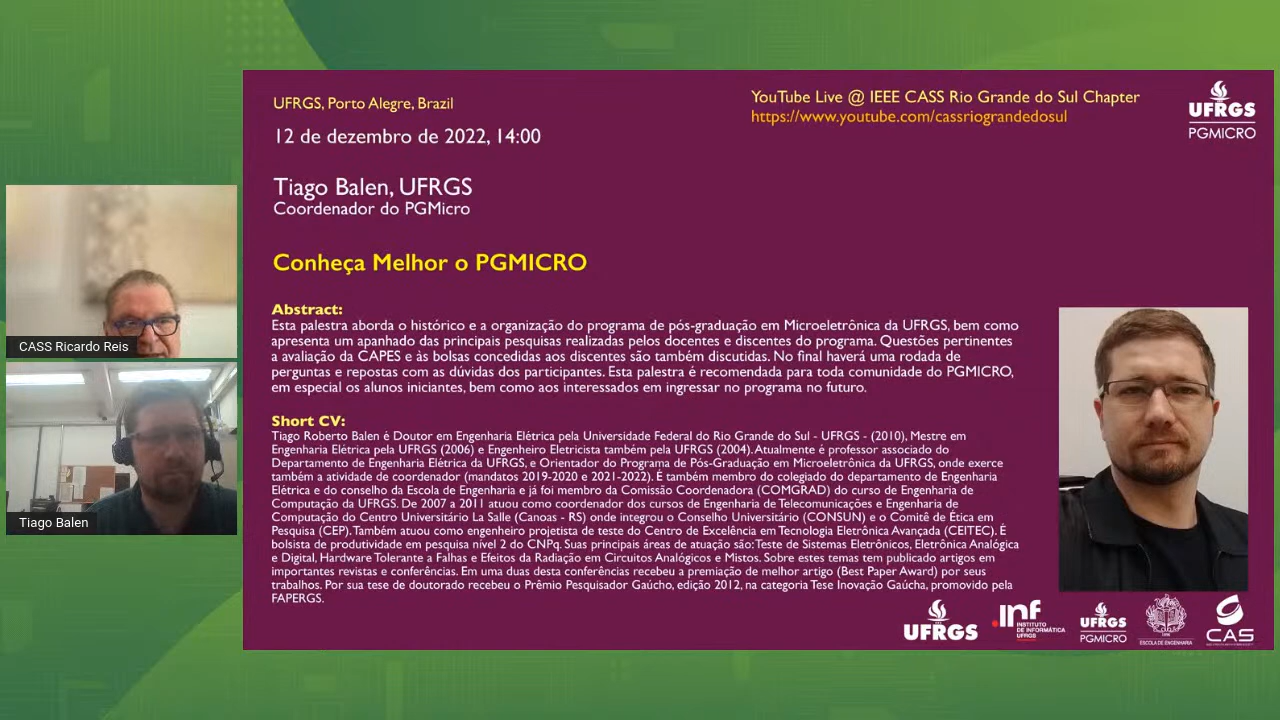 UFRGS, Porto Alegre, Brazil
12 de dezembro de 2022, 14:00
YouTube Live @ IEEE CASS Rio Grande do Sul Chapter
https://www.youtube.com/cassriograndedosul
UFRGS
PGMICRO
Tiago Balen, UFRGS
Coordenador do PGMicro
Conheça Melhor o PGMICRO
Abstract:
Esta palestra aborda o histórico e a organização do programa de pós-graduação em Microeletrônica da UFRGS, bem como
apresenta um apanhado das principais pesquisas realizadas pelos docentes e discentes do programa. Questões pertinentes
a avaliação da CAPES e às bolsas concedidas aos discentes são também discutidas. No final haverá uma rodada de
perguntas e repostas com as dúvidas dos participantes. Esta palestra é recomendada para toda comunidade do PGMICRO,
em especial os alunos iniciantes, bem como aos interessados em ingressar no programa no futuro.
Short CV:
Tiago Roberto Balen é Doutor em Engenharia Elétrica pela Universidade Federal do Rio Grande do Sul - UFRGS - (2010), Mestre em
Engenharia Elétrica pela UFRGS (2006) e Engenheiro Eletricista também pela UFRGS (2004). Atualmente é professor associado do
Departamento de Engenharia Elétrica da UFRGS, e Orientador do Programa de Pós-Graduação em Microeletrônica da UFRGS, onde exerce
também a atividade de coordenador (mandatos 2019-2020 e 2021-2022). É também membro do colegiado do departamento de Engenharia
Elétrica e do conselho da Escola de Engenharia e já foi membro da Comissão Coordenadora (COMGRAD) do curso de Engenharia de
Computação da UFRGS. De 2007 a 2011 atuou como coordenador dos cursos de Engenharia de Telecomunicações e Engenharia de
Computação do Centro Universitário La Salle (Canoas - RS) onde integrou o Conselho Universitário (CONSUN) e o Comitê de Ética em
Pesquisa (CEP). Também atuou como engenheiro projetista de teste do Centro de Excelência em Tecnologia Eletrônica Avançada (CEITEC). É
bolsista de produtividade em pesquisa nível 2 do CNPq. Suas principais áreas de atuação são: Teste de Sistemas Eletrônicos, Eletrônica Analógica
e Digital, Hardware Tolerante a Falhas e Efeitos da Radiação em Circuitos Analógicos e Mistos. Sobre estes temas tem publicado artigos em
importantes revistas e conferências. Em uma duas desta conferências recebeu a premiação de melhor artigo (Best Paper Award) por seus
trabalhos. Por sua tese de doutorado recebeu o Prêmio Pesquisador Gaúcho, edição 2012, na categoria Tese Inovação Gaúcha, promovido pela
FAPERGS.
CASS Ricardo Reis
Tiago Balen
UFRGS
.inf
INSTITUTO
DE INFORMÁTICA
UFRGS
UFRGS
PGMICRO
ESCOLA DE ENGENHARIA
CAS